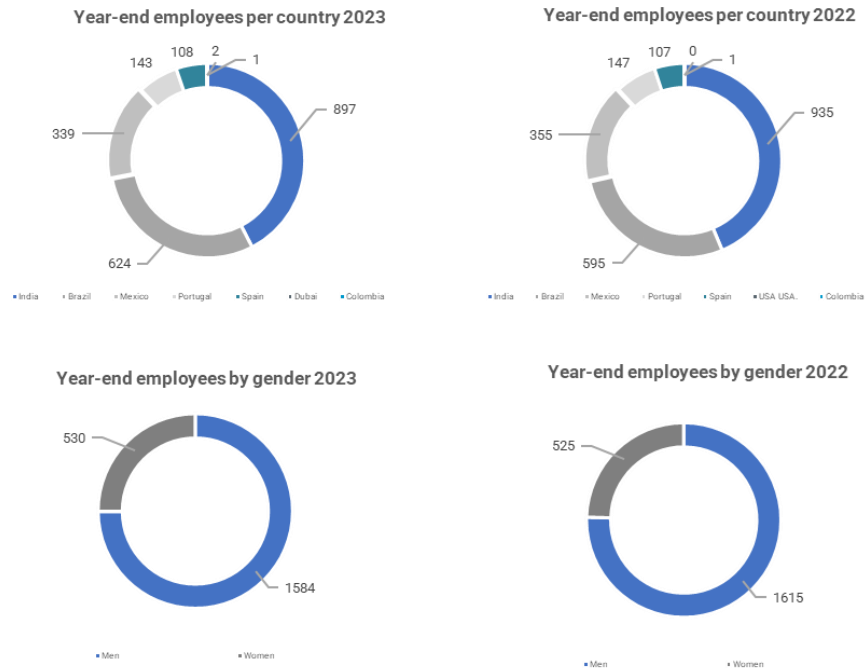 Year-end employees per country 2023
108
2
143
1
897
339
624
India Brazil Mexico Portugal Spain Dubai Colombia
Year-end employees per country 2022
107
0
147
1
935
355
595
India Brazil Mexico Portugal Spain USA USA. Colombia
Year-end employees by gender 2023
530
1584
Men Women
Year-end employees by gender 2022
525
1615
Men Women